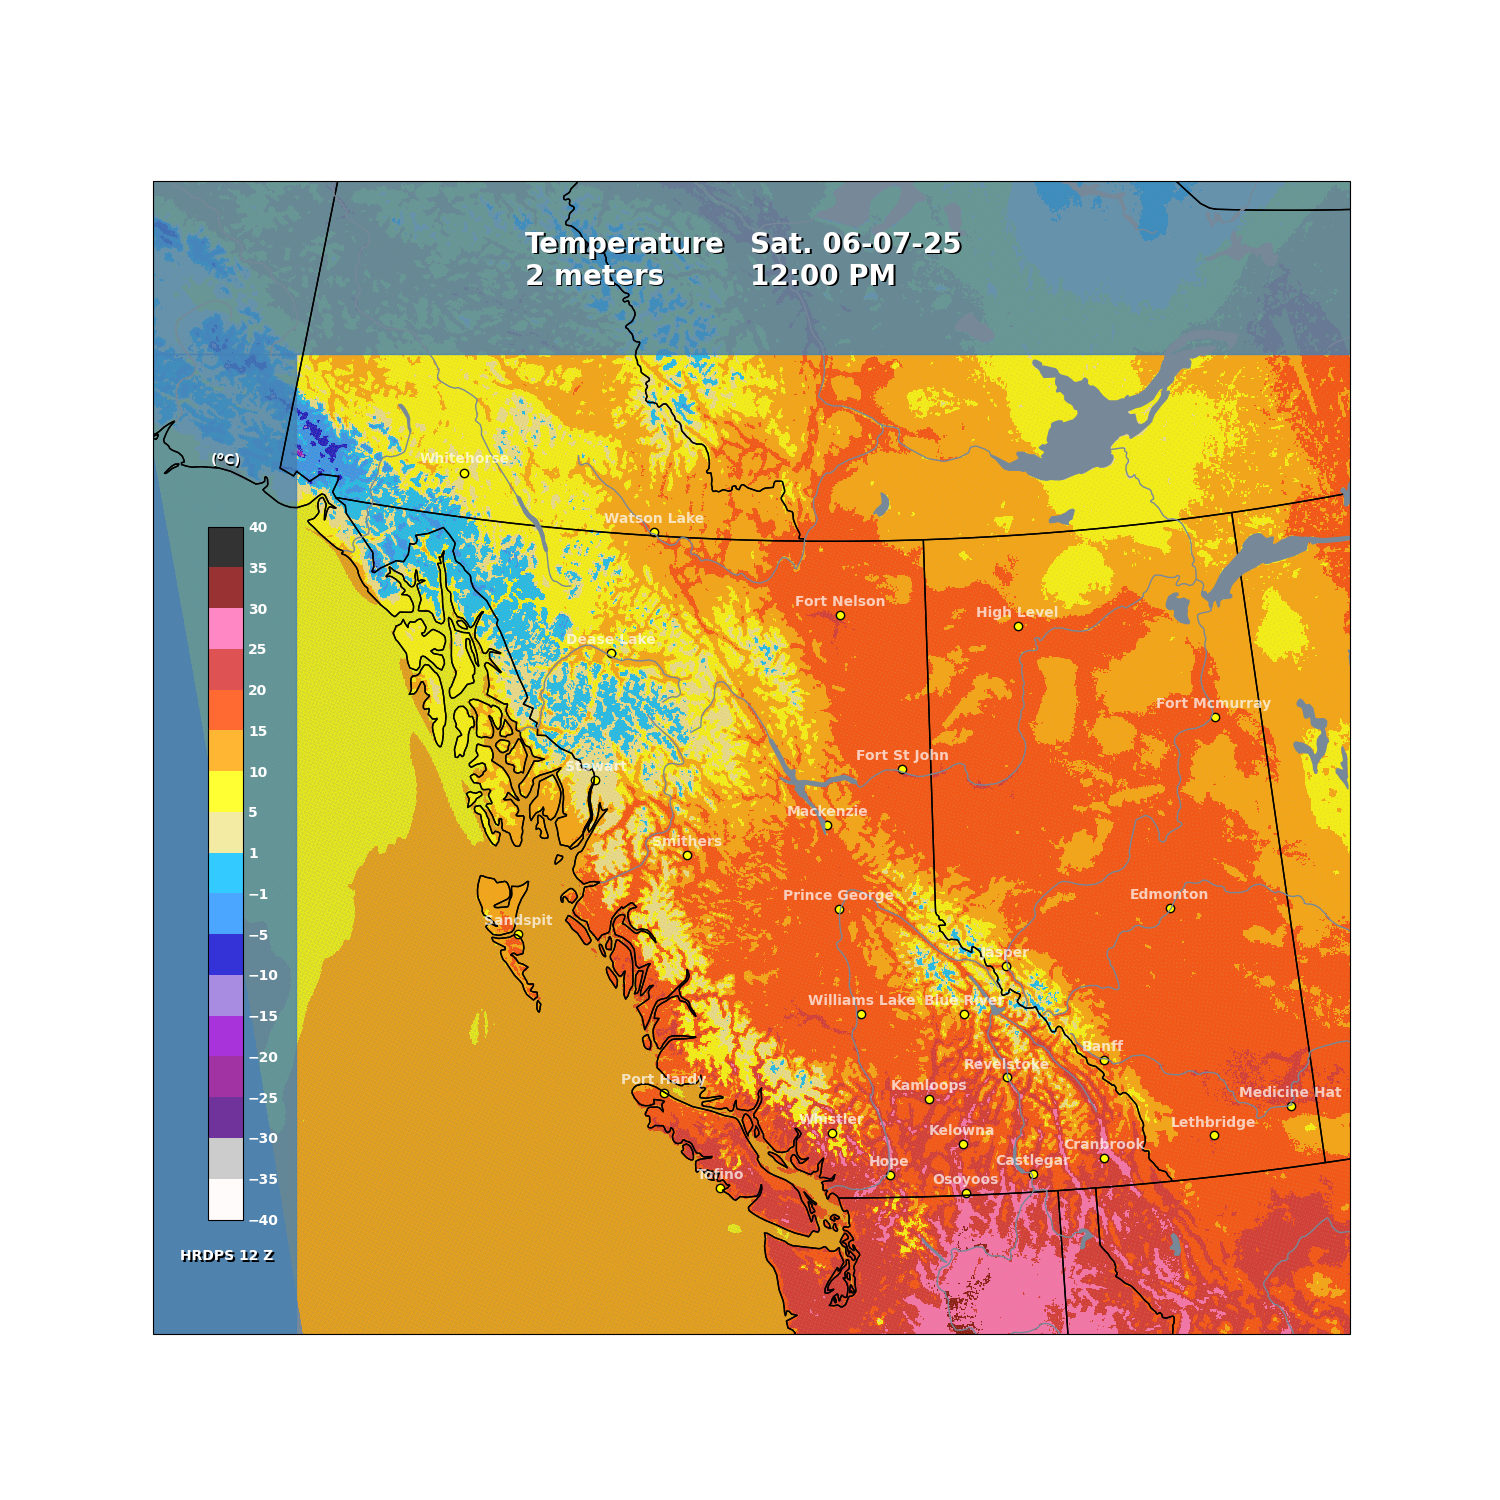 Temperature Sat. 06-07-25
2 meters 12:00 PM
Whitehorse
(°C)
Watson Lake
40
35
Fort Nelson
30
High Level
25
Dease Lake
20
Fort Mcmurray
15
Fort St John
10
Stewart
5
Mackenzie
1
Smithers
−1
Prince George
Edmonton
Sandspit
−5
Jasper
−10
Williams Lake
Blue River
−15
Banff
−20
Revelstoke
Port Hardy
Kamloops
Medicine Hat
−25
Whistler
Lethbridge
Kelowna
−30
Cranbrook
Hope
Castlegar
Tofino
−35
Osoyoos
−40
HRDPS 12 Z